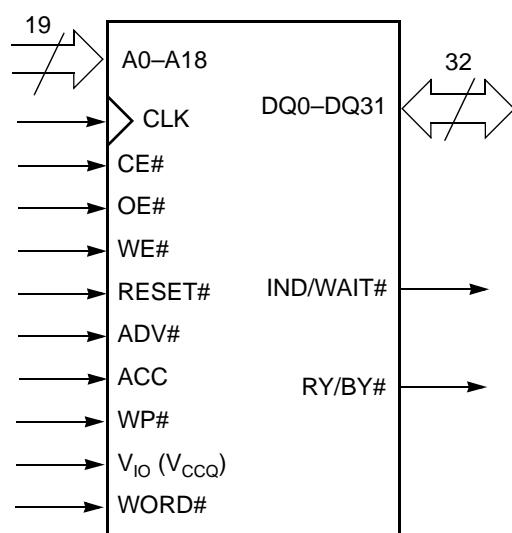 19
A0–A18
CLK
CE#
OE#
WE#
RESET#
ADV#
ACC
WP#
VIO (VCCQ)
WORD#
32
DQ0–DQ31
IND/WAIT#
RY/BY#